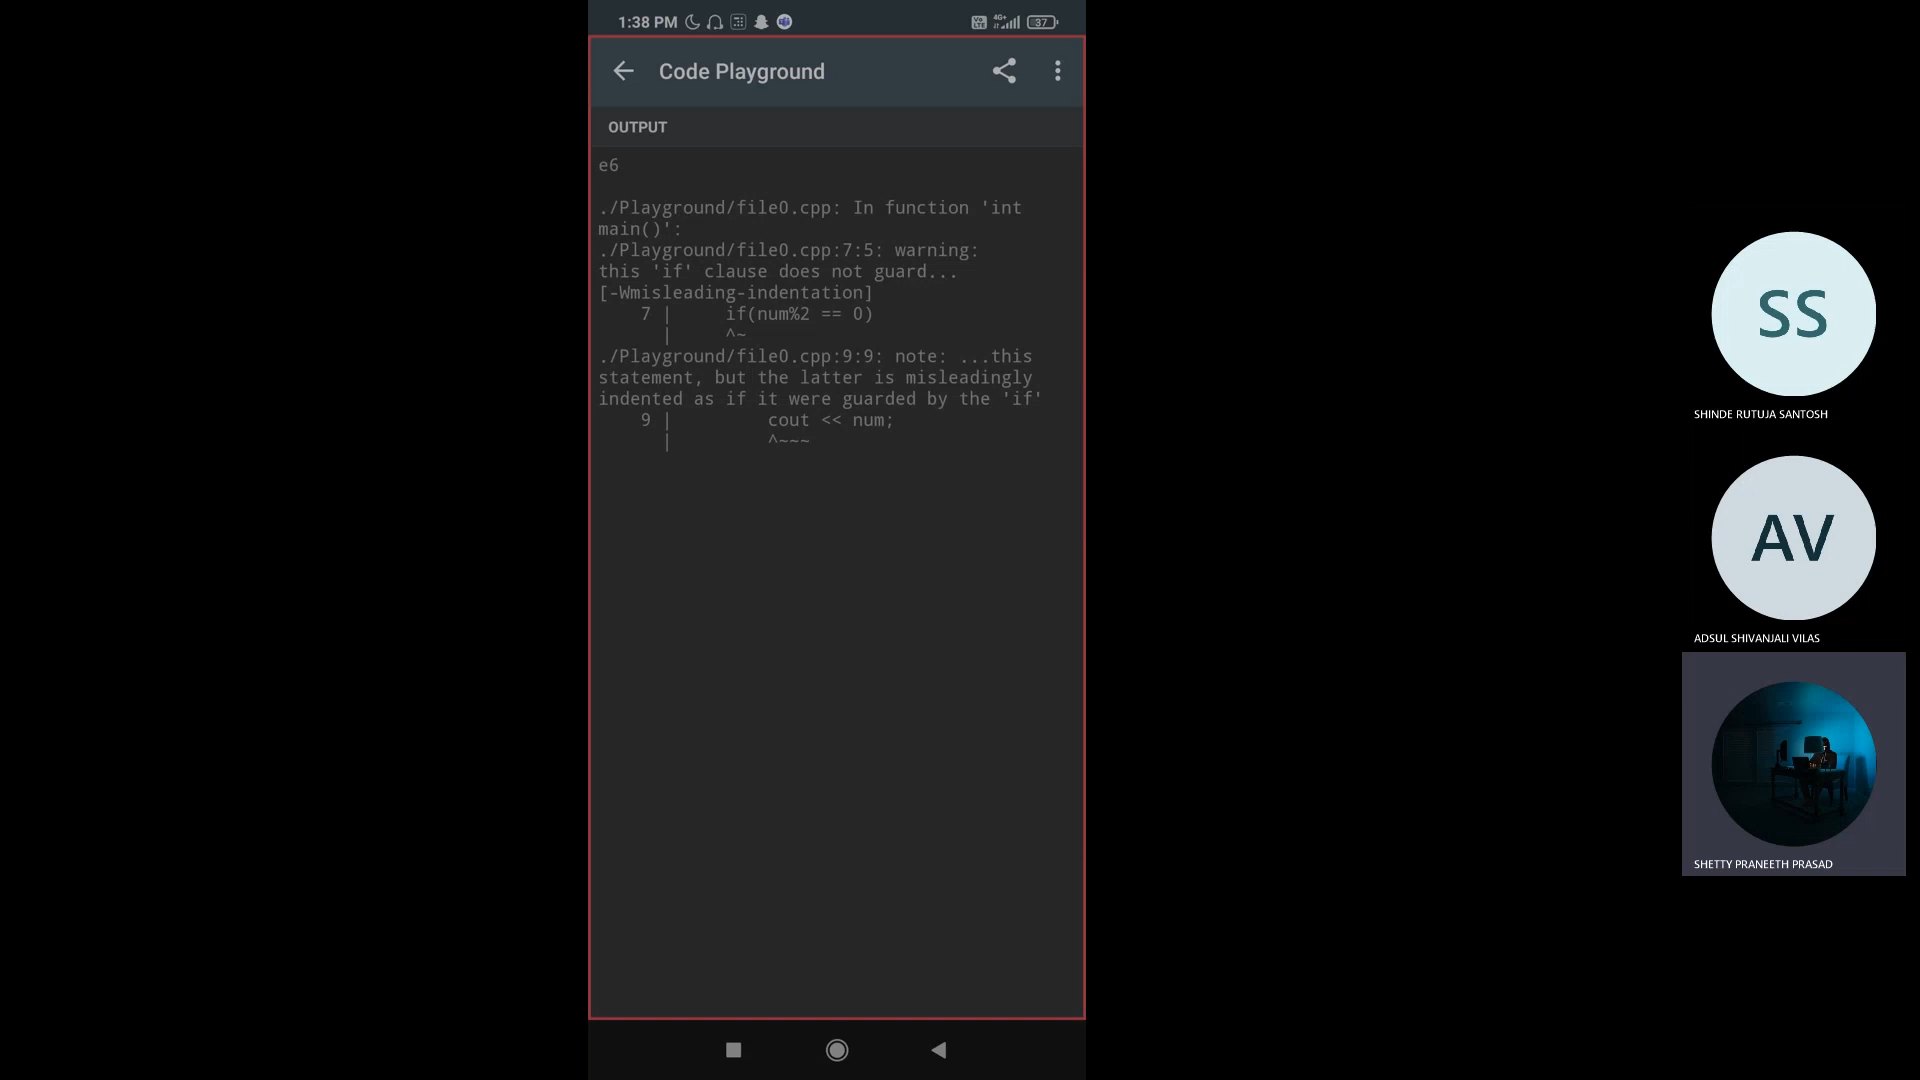 1:38 PM
4G+
37
Code Playground
OUTPUT
e6
./Playground/file0.cpp: In function 'int
main()':
./Playground/file0.cpp:7:5: warning:
this 'if' clause does not guard...
[-Wmisleading-indentation]
7 |      if(num%2 == 0)
|      ^~
./Playground/file0.cpp:9:9: note: ...this
statement, but the latter is misleadingly
indented as if it were guarded by the 'if'
9 |          cout << num;
|          ^~~~
SS
SHINDE RUTUJA SANTOSH
AV
ADSUL SHIVANJALI VILAS
SHETTY PRANEETH PRASAD